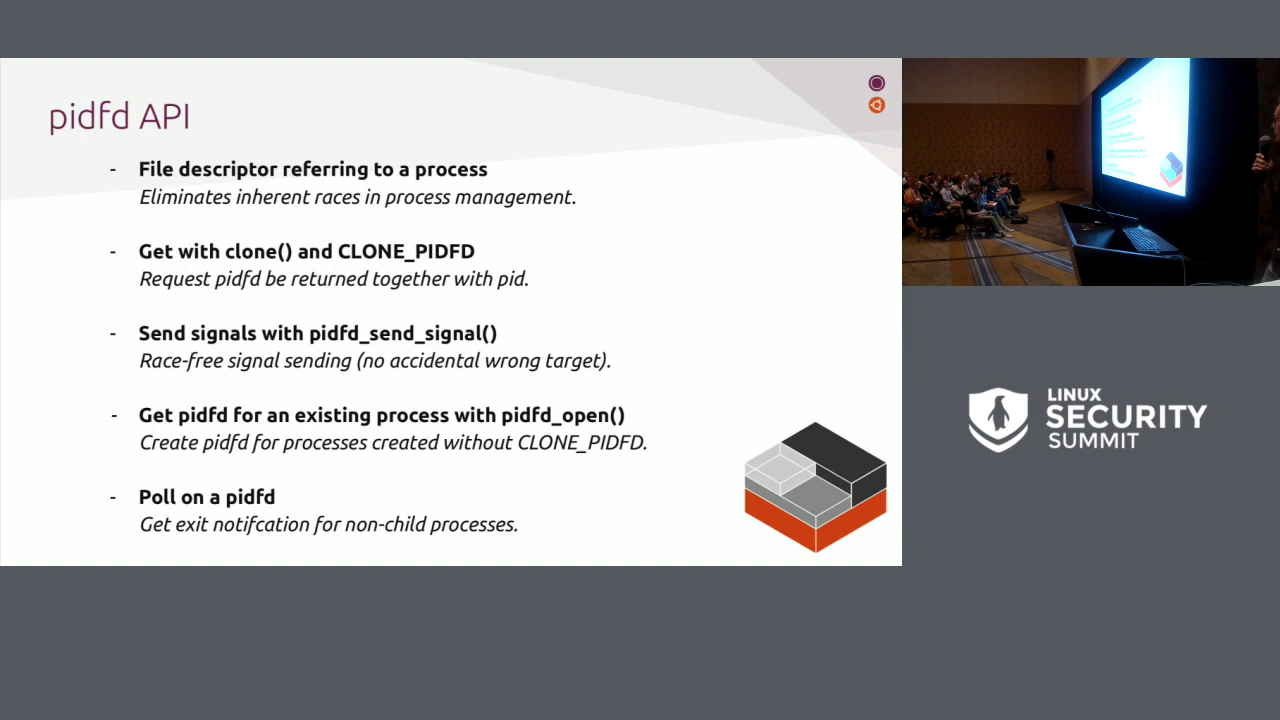 pidfd API
- File descriptor referring to a process
Eliminates inherent races in process management.
- Get with clone() and CLONE_PIDFD
Request pidfd be returned together with pid.
- Send signals with pidfd_send_signal()
Race-free signal sending (no accidental wrong target).
- Get pidfd for an existing process with pidfd_open()
Create pidfd for processes created without CLONE_PIDFD.
- Poll on a pidfd
Get exit notifcation for non-child processes.
LINUX
SECURITY
SUMMIT